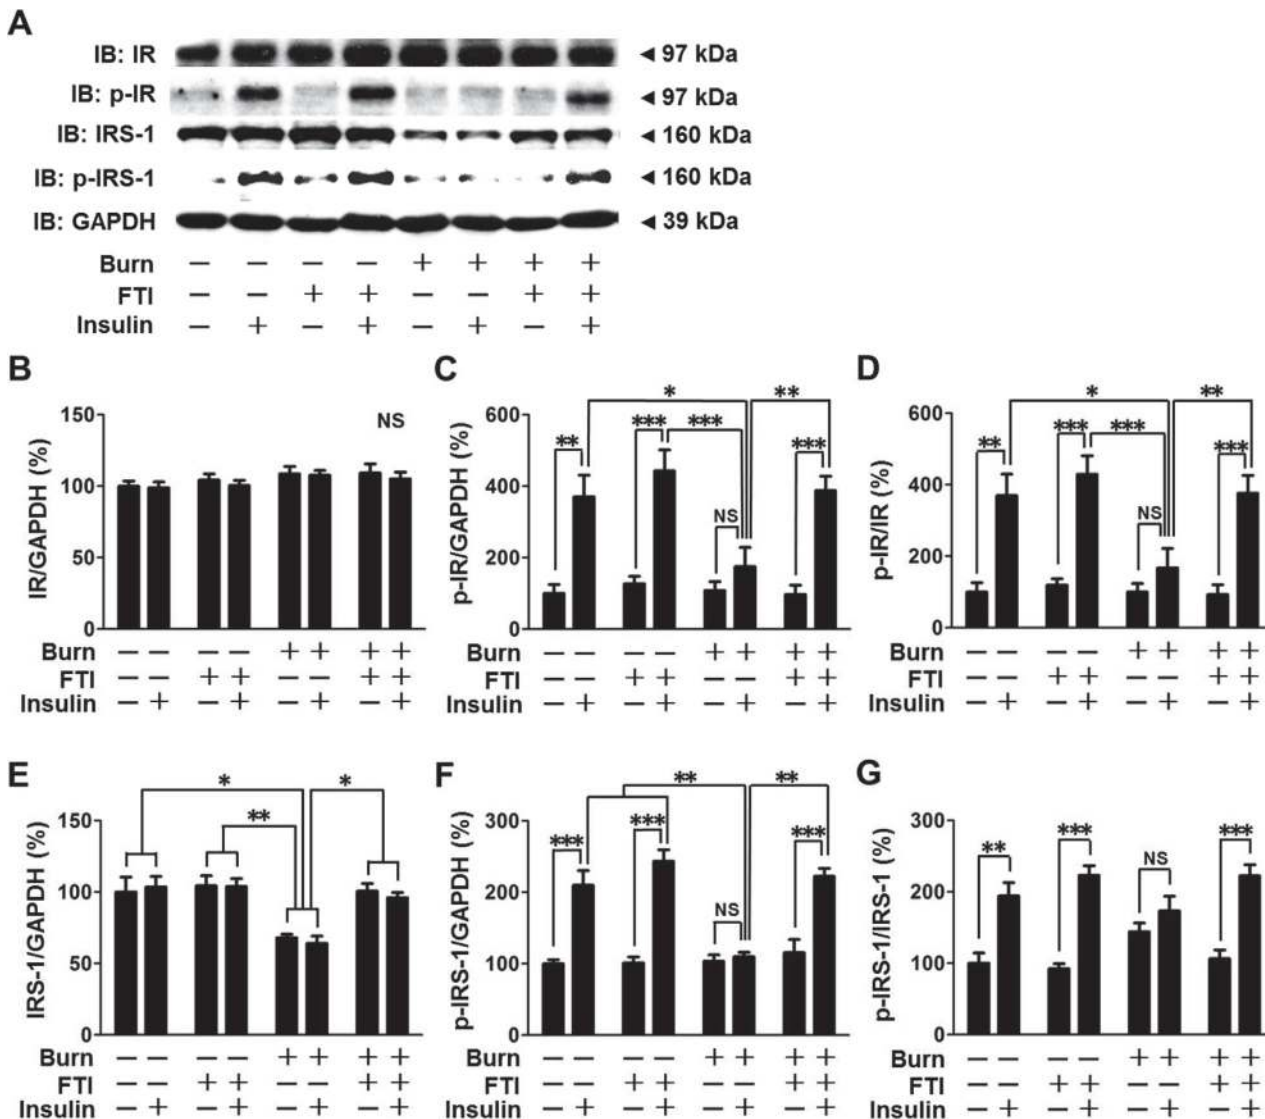 A
IB: IR ◄ 97 kDa
IB: p-IR ◄ 97 kDa
IB: IRS-1 ◄ 160 kDa
IB: p-IRS-1 ◄ 160 kDa
IB: GAPDH ◄ 39 kDa
Burn − − − − + + + +
FTI − − + + − − + +
Insulin − + − + − + − +
B
IR/GAPDH (%)
150
100
50
0
NS
Burn − − − − + + + +
FTI − − + + − − + +
Insulin − + − + − + − +
C
p-IR/GAPDH (%)
600
400
200
0
* **
** *** *** ***
NS
Burn − − − − + + + +
FTI − − + + − − + +
Insulin − + − + − + − +
D
p-IR/IR (%)
600
400
200
0
* **
** *** *** ***
NS
Burn − − − − + + + +
FTI − − + + − − + +
Insulin − + − + − + − +
E
IRS-1/GAPDH (%)
150
100
50
0
* *
**
Burn − − − − + + + +
FTI − − + + − − + +
Insulin − + − + − + − +
F
p-IRS-1/GAPDH (%)
300
200
100
0
** **
*** *** ***
NS
Burn − − − − + + + +
FTI − − + + − − + +
Insulin − + − + − + − +
G
p-IRS-1/IRS-1 (%)
300
200
100
0
** *** NS ***
Burn − − − − + + + +
FTI − − + + − − + +
Insulin − + − + − + − +